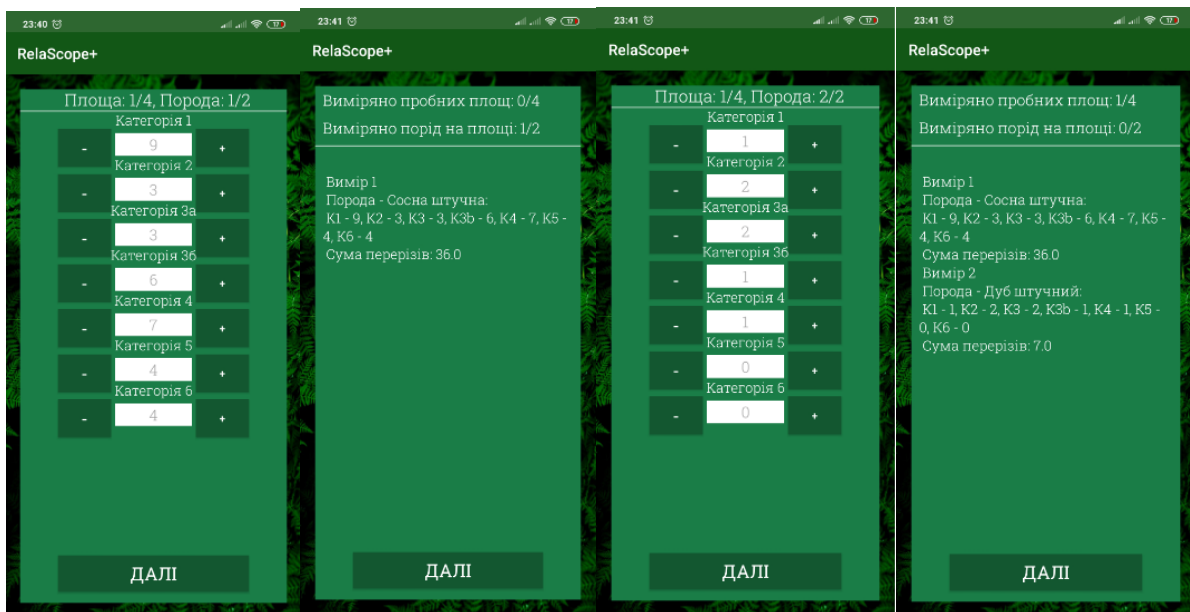 23:40
17
RelaScope+
Площа: 1/4, Порода: 1/2
Категорія 1
- 9 +
Категорія 2
- 3 +
Категорія 3а
- 3 +
Категорія 3б
- 6 +
Категорія 4
- 7 +
Категорія 5
- 4 +
Категорія 6
- 4 +
ДАЛІ
23:41
17
RelaScope+
Виміряно пробних площ: 0/4
Виміряно порід на площі: 1/2
Вимір 1
Порода - Сосна штучна:
K1 - 9, K2 - 3, K3 - 3, K3b - 6, K4 - 7, K5 -
4, K6 - 4
Сума перерізів: 36.0
ДАЛІ
23:41
17
RelaScope+
Площа: 1/4, Порода: 2/2
Категорія 1
- 1 +
Категорія 2
- 2 +
Категорія 3а
- 2 +
Категорія 3б
- 1 +
Категорія 4
- 1 +
Категорія 5
- 0 +
Категорія 6
- 0 +
ДАЛІ
23:41
17
RelaScope+
Виміряно пробних площ: 1/4
Виміряно порід на площі: 0/2
Вимір 1
Порода - Сосна штучна:
K1 - 9, K2 - 3, K3 - 3, K3b - 6, K4 - 7, K5 -
4, K6 - 4
Сума перерізів: 36.0
Вимір 2
Порода - Дуб штучний:
K1 - 1, K2 - 2, K3 - 2, K3b - 1, K4 - 1, K5 -
0, K6 - 0
Сума перерізів: 7.0
ДАЛІ